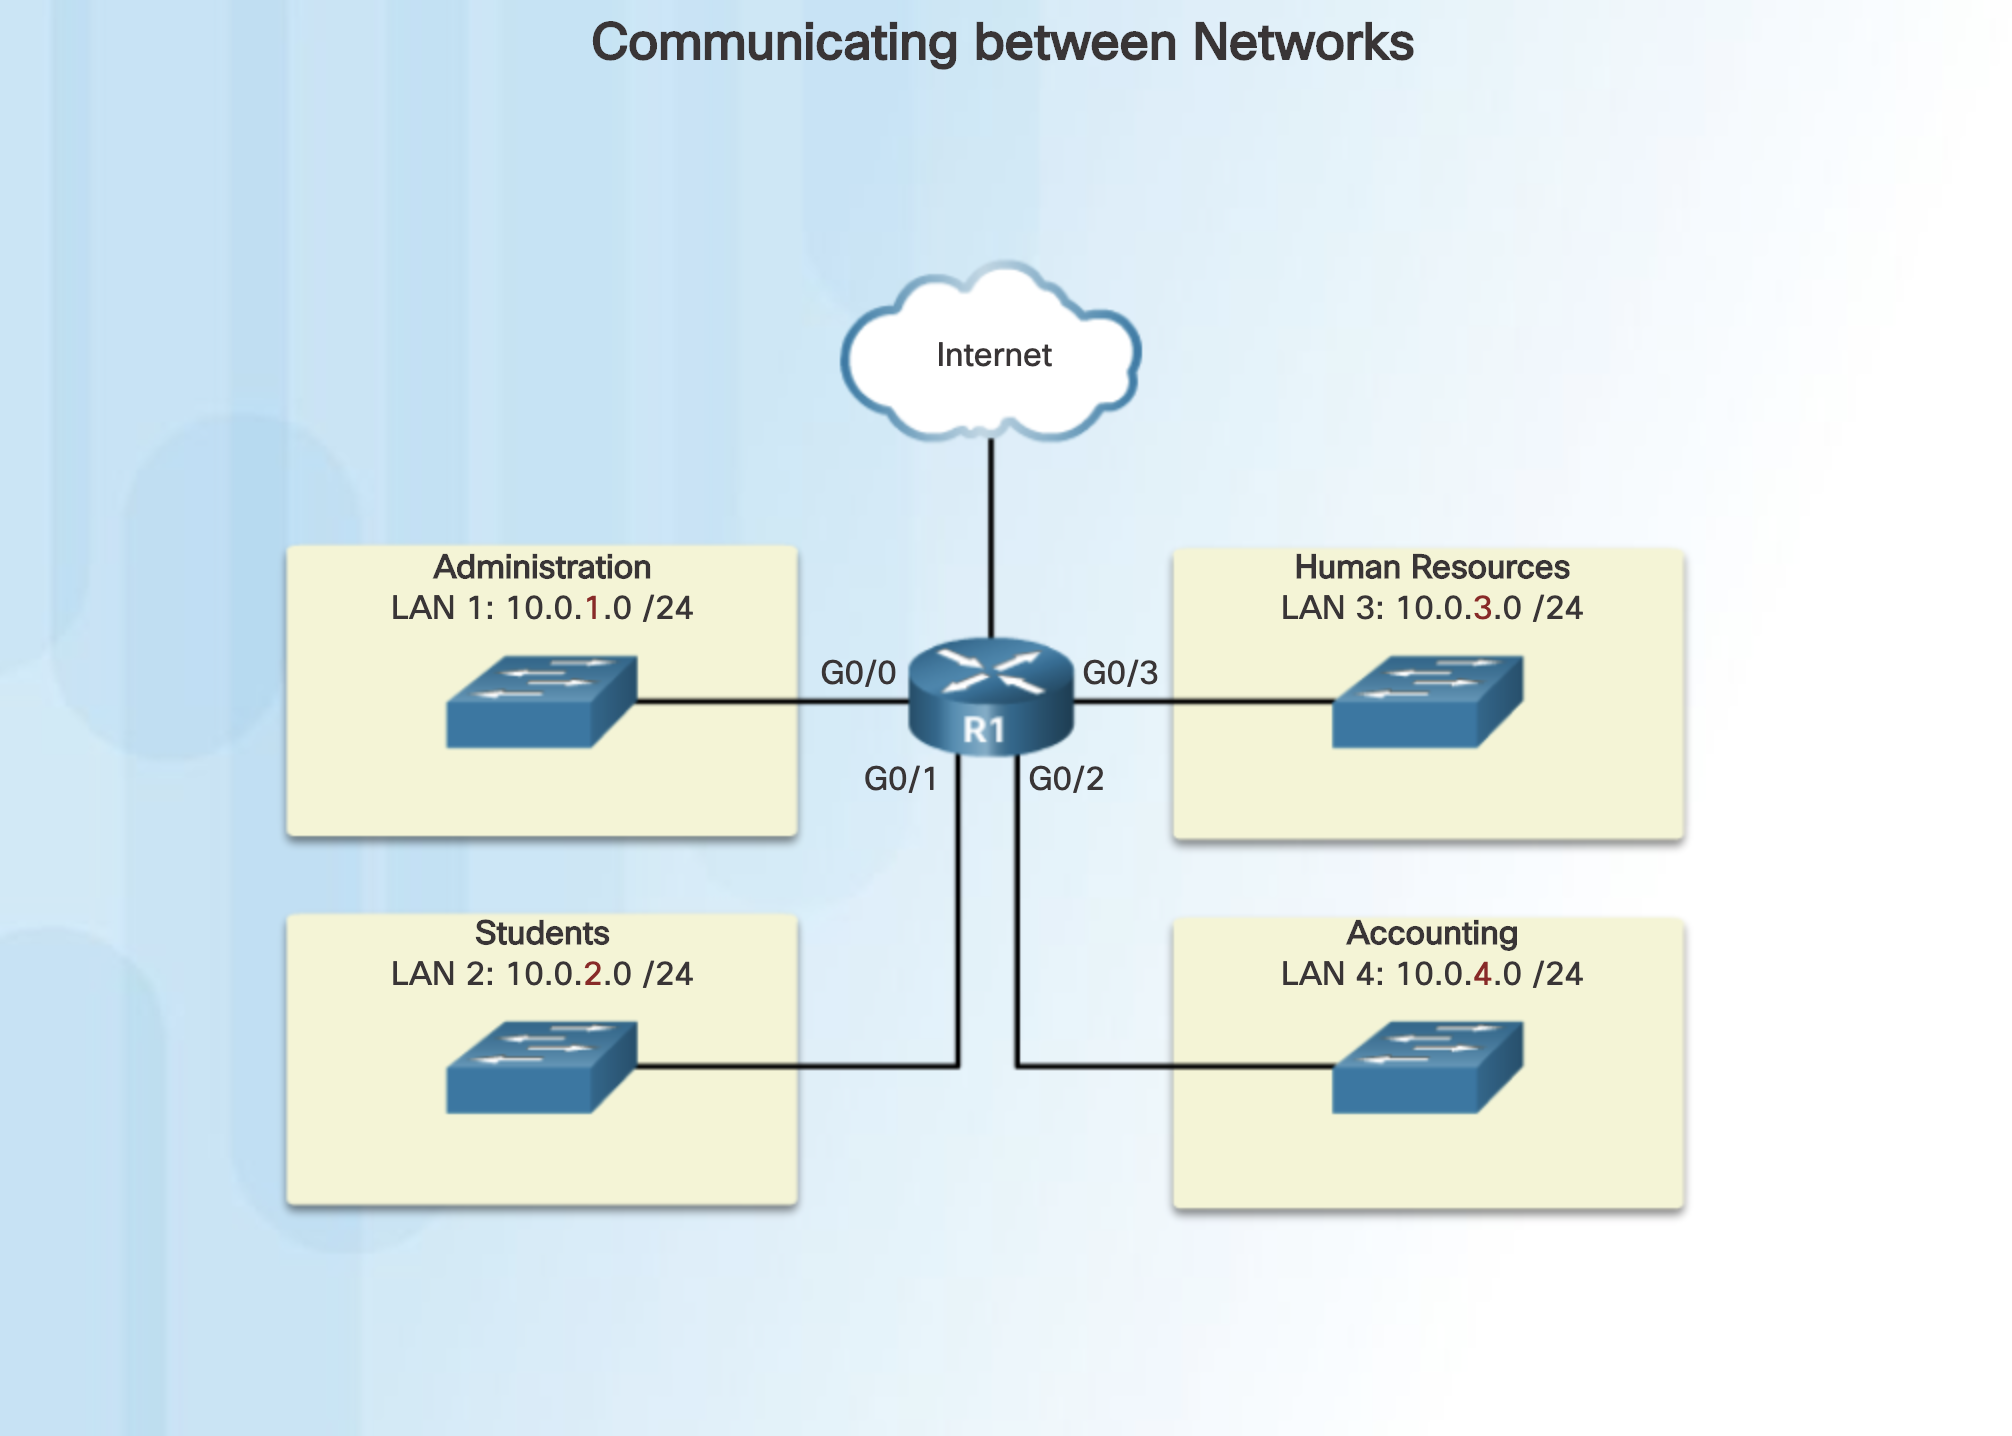 Communicating between Networks
Internet
Administration
LAN 1: 10.0.1.0 /24
Human Resources
LAN 3: 10.0.3.0 /24
G0/0
G0/3
R1
G0/1
G0/2
Students
LAN 2: 10.0.2.0 /24
Accounting
LAN 4: 10.0.4.0 /24